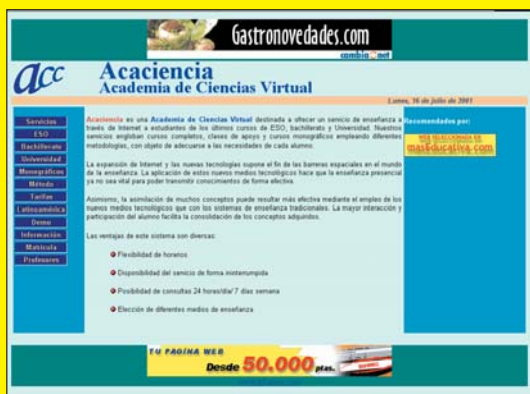 Gastronovedades.com
cambia net
acc
Acaciencia
Academia de Ciencias Virtual
Lunes, 16 de julio de 2001
Servicios
ESO
Bachillerato
Universidad
Monográficos
Método
Tarifas
Latinoamérica
Demo
Información
Matrícula
Profesores
Acaciencia es una Academia de Ciencias Virtual destinada a ofrecer un servicio de enseñanza a
través de Internet a estudiantes de los últimos cursos de ESO, bachillerato y Universidad. Nuestros
servicios engloban cursos completos, clases de apoyo y cursos monográficos empleando diferentes
metodologías, con objeto de adecuarse a las necesidades de cada alumno.
La expansión de Internet y las nuevas tecnologías supone el fin de las barreras espaciales en el mundo
de la enseñanza. La aplicación de estos nuevos medios tecnológicos hace que la enseñanza presencial
ya no sea vital para poder transmitir conocimientos de forma efectiva.
Asimismo, la asimilación de muchos conceptos puede resultar más efectiva mediante el empleo de los
nuevos medios tecnológicos que con los sistemas de enseñanza tradicionales. La mayor interacción y
participación del alumno facilita la consolidación de los conceptos adquiridos.
Las ventajas de este sistema son diversas:
Flexibilidad de horarios
Disponibilidad del servicio de forma ininterrumpida
Posibilidad de consultas 24 horas/día/ 7 días semana
Elección de diferentes medios de enseñanza
Recomendados por:
WEB SELECCIONADA EN
maseducativa.com
TU PAGINA WEB
Desde 50.000 ptas.